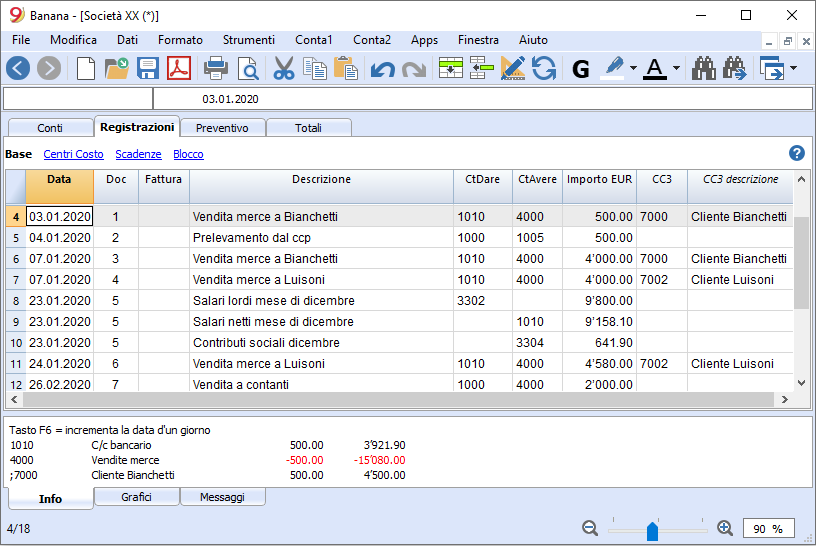 Banana - [Società XX (*)]
File Modifica Dati Formato Strumenti Conta1 Conta2 Apps Finestra Aiuto
G A
03.01.2020
Conti Registrazioni Preventivo Totali
Base Centri Costo Scadenze Blocco ?
Data Doc Fattura Descrizione CtDare CtAvere Importo EUR CC3 CC3 descrizione
4 03.01.2020 1 Vendita merce a Bianchetti 1010 4000 500.00 7000 Cliente Bianchetti
5 04.01.2020 2 Prelevamento dal ccp 1000 1005 500.00
6 07.01.2020 3 Vendita merce a Bianchetti 1010 4000 4'000.00 7000 Cliente Bianchetti
7 07.01.2020 4 Vendita merce a Luisoni 1010 4000 4'000.00 7002 Cliente Luisoni
8 23.01.2020 5 Salari lordi mese di dicembre 3302 9'800.00
9 23.01.2020 5 Salari netti mese di dicembre 1010 9'158.10
10 23.01.2020 5 Contributi sociali dicembre 3304 641.90
11 24.01.2020 6 Vendita merce a Luisoni 1010 4000 4'580.00 7002 Cliente Luisoni
12 26.02.2020 7 Vendita a contanti 1000 4000 2'000.00
Tasto F6 = incrementa la data d'un giorno
1010 C/c bancario 500.00 3'921.90
4000 Vendite merce -500.00 -15'080.00
;7000 Cliente Bianchetti 500.00 4'500.00
Info Grafici Messaggi
4/18 90 %